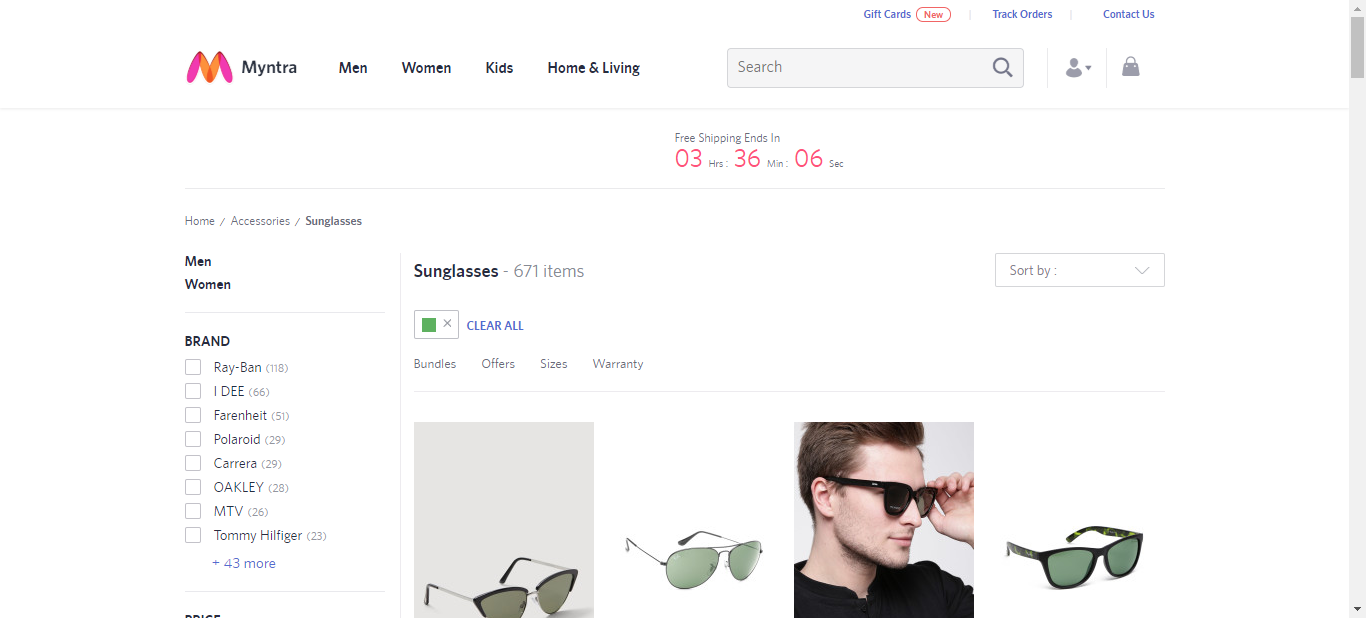 Gift Cards New Track Orders Contact Us
Myntra Men Women Kids Home & Living Search
Free Shipping Ends In
03 Hrs : 36 Min : 06 Sec
Home / Accessories / Sunglasses
Men
Women
BRAND
Ray-Ban (118)
I DEE (66)
Farenheit (51)
Polaroid (29)
Carrera (29)
OAKLEY (28)
MTV (26)
Tommy Hilfiger (23)
+ 43 more
PRICE
Sunglasses - 671 items
Sort by :
CLEAR ALL
Bundles Offers Sizes Warranty